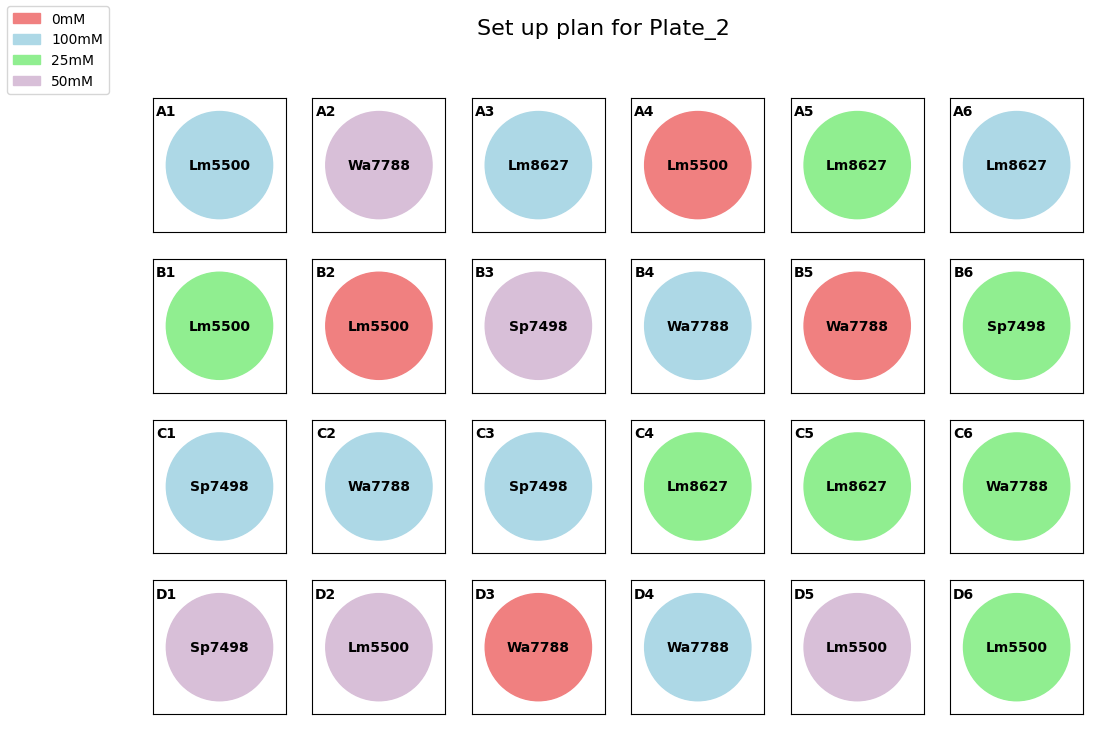 Set up plan for Plate_2
0mM
100mM
25mM
50mM
A1 A2 A3 A4 A5 A6
Lm5500 Wa7788 Lm8627 Lm5500 Lm8627 Lm8627
B1 B2 B3 B4 B5 B6
Lm5500 Lm5500 Sp7498 Wa7788 Wa7788 Sp7498
C1 C2 C3 C4 C5 C6
Sp7498 Wa7788 Sp7498 Lm8627 Lm8627 Wa7788
D1 D2 D3 D4 D5 D6
Sp7498 Lm5500 Wa7788 Wa7788 Lm5500 Lm5500